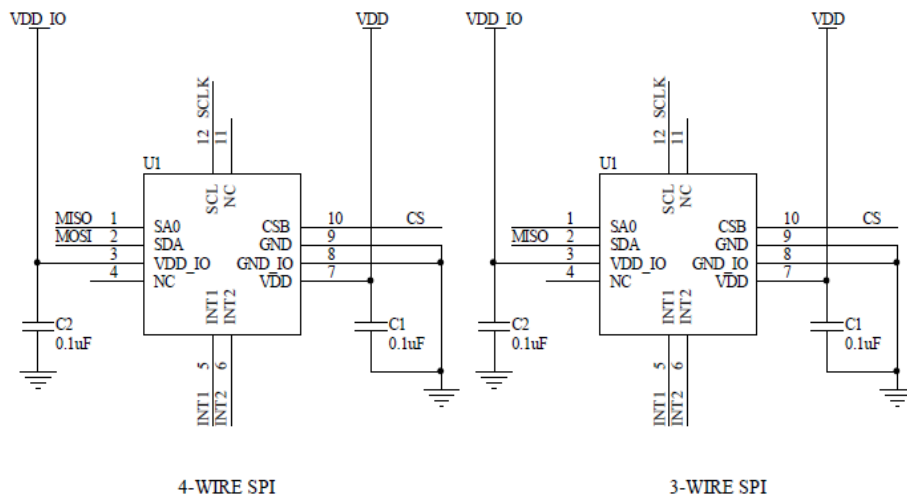 VDD_IO
VDD
SCLK
12
11
U1
SCL
NC
MISO 1 SA0
MOSI 2 SDA
3 VDD_IO
4 NC
CSB 10 CS
GND 9
GND_IO 8
VDD 7
INT1
INT2
5
6
INT1
INT2
C2
0.1uF
C1
0.1uF
4-WIRE SPI
VDD_IO
VDD
SCLK
12
11
U1
SCL
NC
1 SA0
MISO 2 SDA
3 VDD_IO
4 NC
CSB 10 CS
GND 9
GND_IO 8
VDD 7
INT1
INT2
5
6
INT1
INT2
C2
0.1uF
C1
0.1uF
3-WIRE SPI